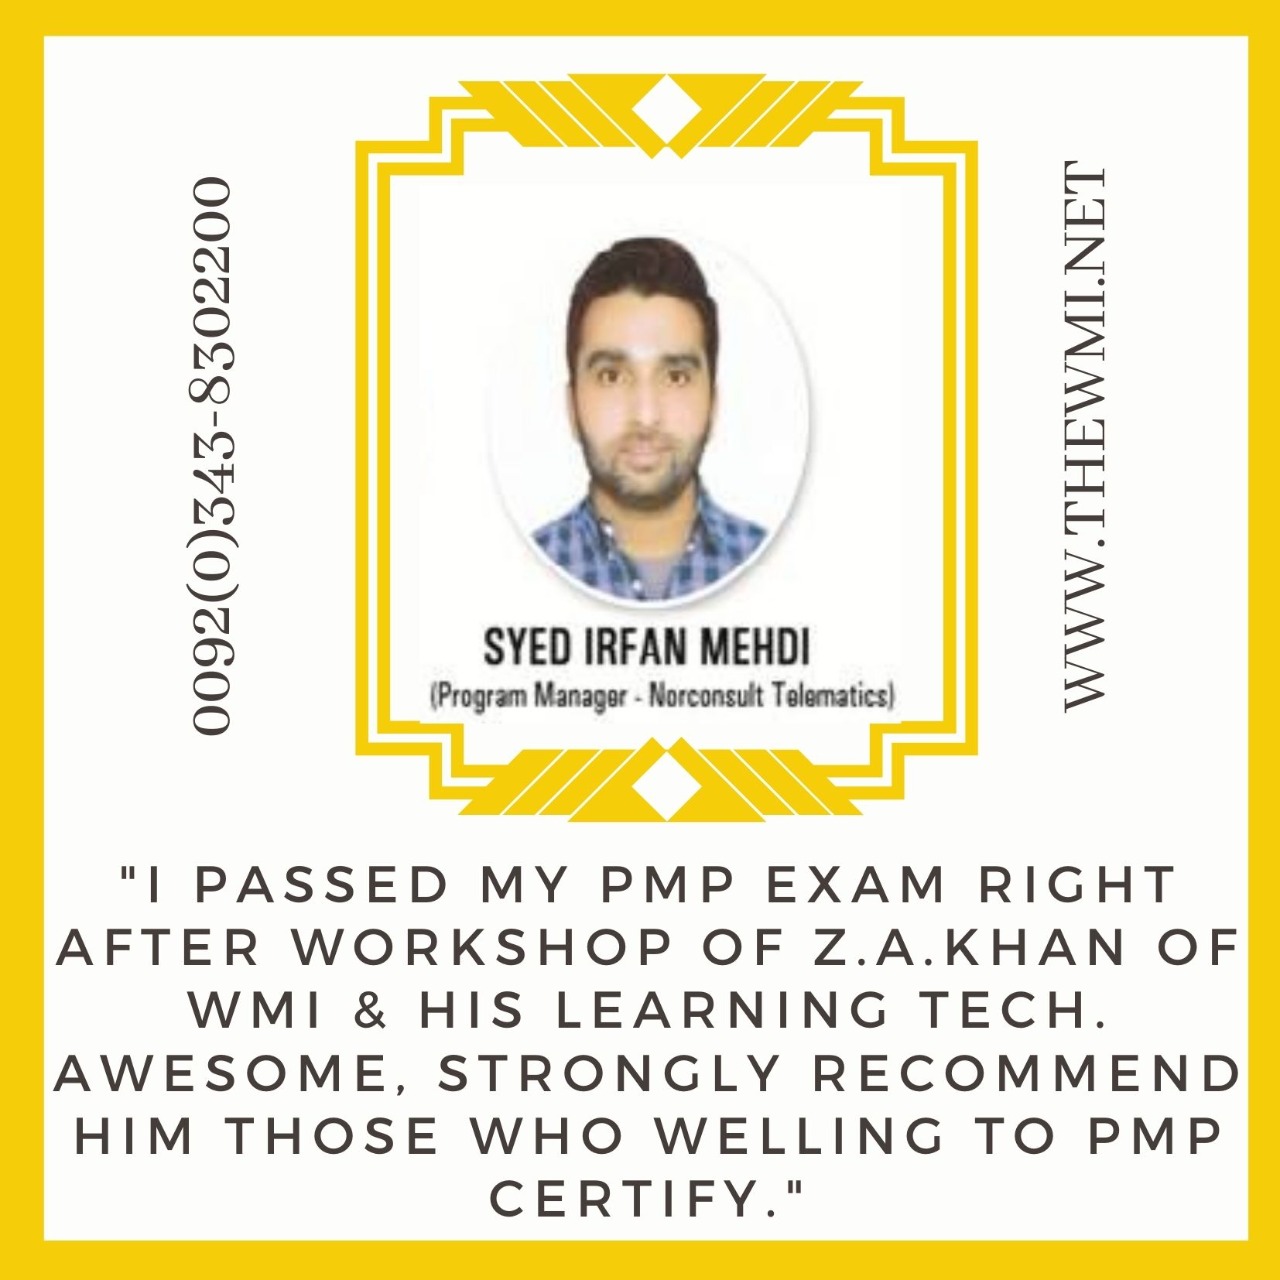 0092(0)343-8302200
WWW.THEWMI.NET
SYED IRFAN MEHDI
(Program Manager - Norconsult Telematics)
"I PASSED MY PMP EXAM RIGHT
AFTER WORKSHOP OF Z.A.KHAN OF
WMI & HIS LEARNING TECH.
AWESOME, STRONGLY RECOMMEND
HIM THOSE WHO WELLING TO PMP
CERTIFY."